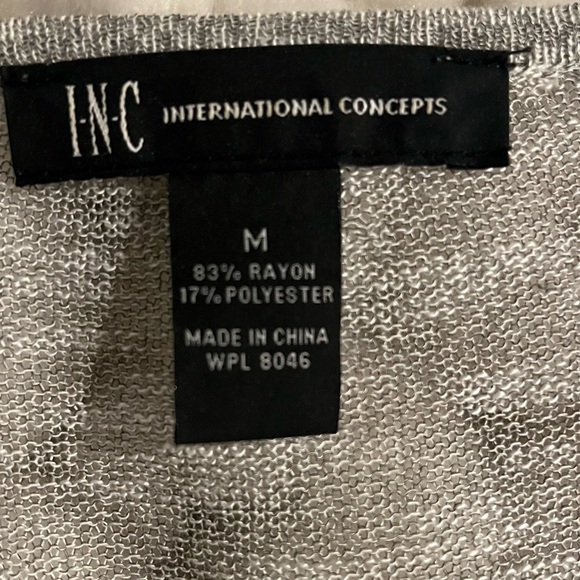 I-N-C INTERNATIONAL CONCEPTS
M
83% RAYON
17% POLYESTER
MADE IN CHINA
WPL 8046